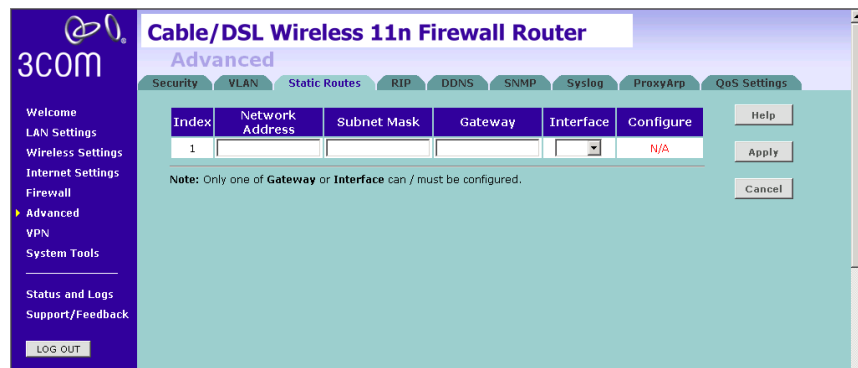 3COM
Cable/DSL Wireless 11n Firewall Router
Advanced
Security VLAN Static Routes RIP DDNS SNMP Syslog ProxyArp QoS Settings
Welcome
LAN Settings
Wireless Settings
Internet Settings
Firewall
Advanced
VPN
System Tools
Status and Logs
Support/Feedback
LOG OUT
Index Network Address Subnet Mask Gateway Interface Configure
1 N/A
Note: Only one of Gateway or Interface can / must be configured.
Help
Apply
Cancel